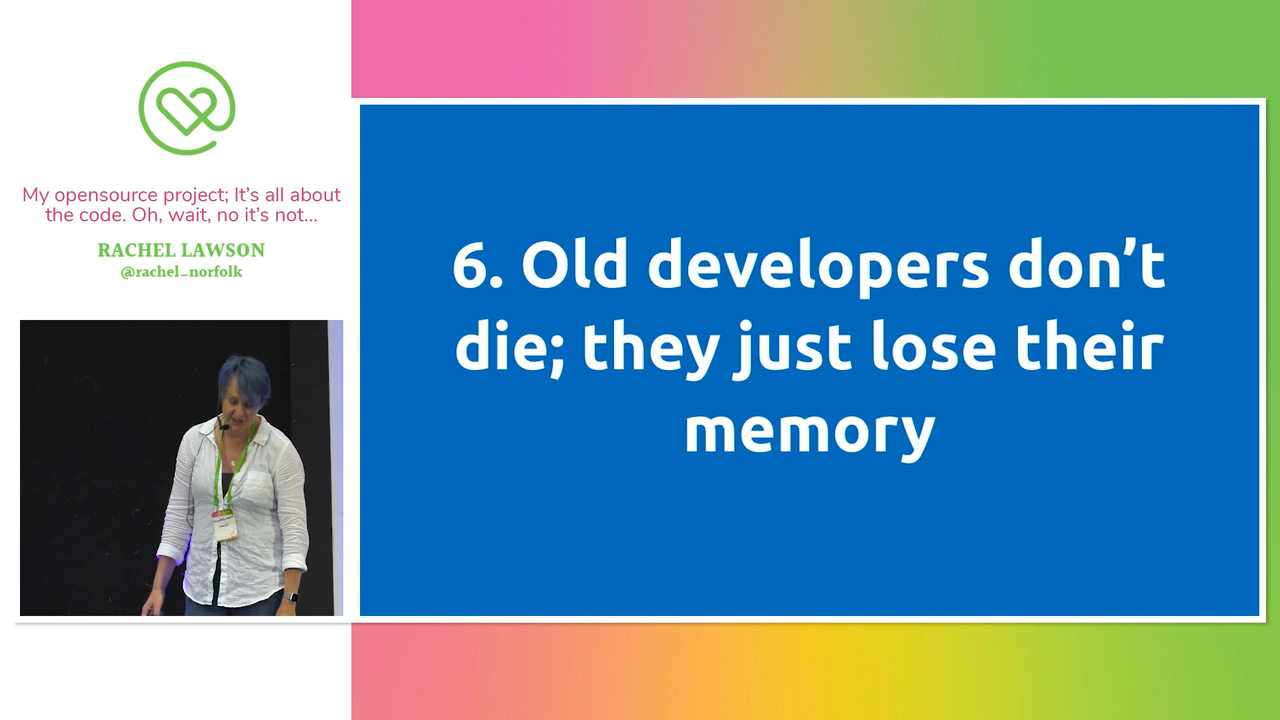 My opensource project; It's all about
the code. Oh, wait, no it's not...
RACHEL LAWSON
@rachel_norfolk
6. Old developers don’t
die; they just lose their
memory